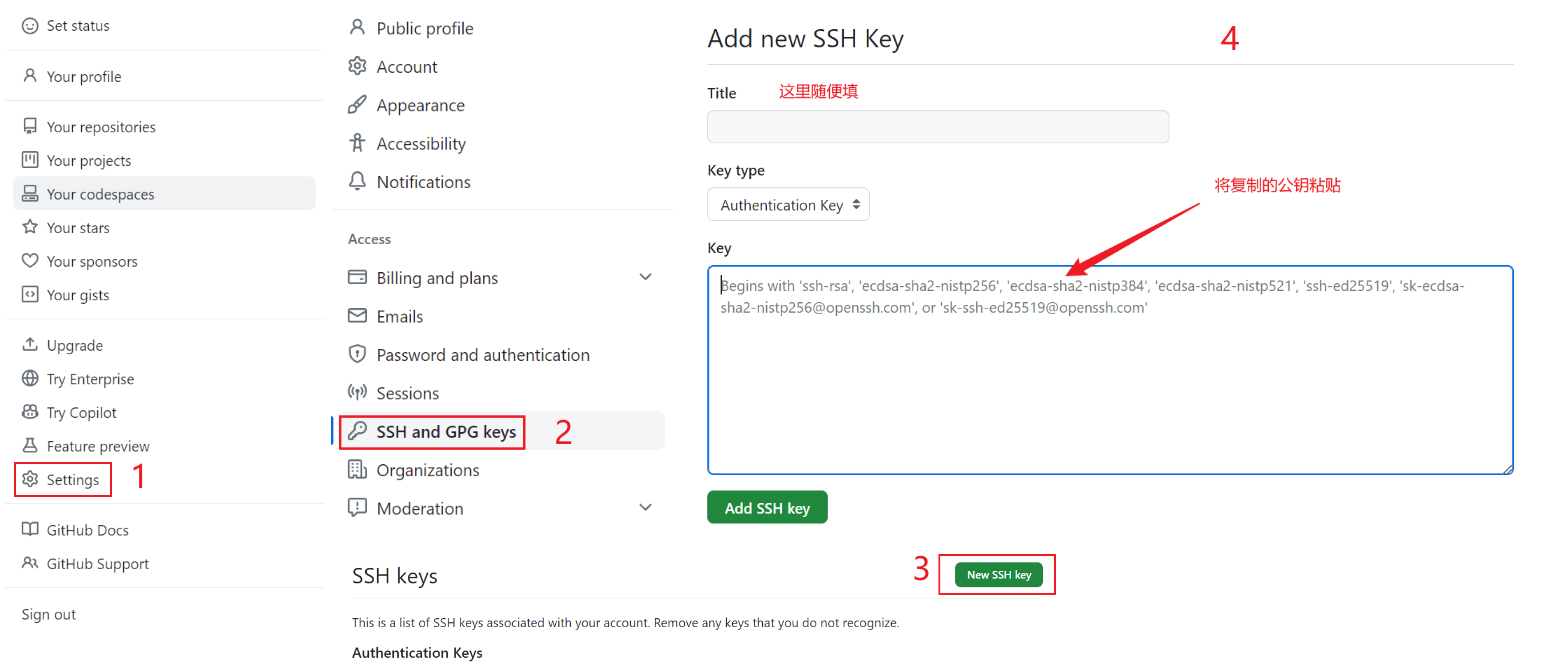 Set status
Your profile
Your repositories
Your projects
Your codespaces
Your stars
Your sponsors
Your gists
Upgrade
Try Enterprise
Try Copilot
Feature preview
Settings
1
GitHub Docs
GitHub Support
Sign out
Public profile
Account
Appearance
Accessibility
Notifications
Access
Billing and plans
Emails
Password and authentication
Sessions
SSH and GPG keys
2
Organizations
Moderation
SSH keys
3
New SSH key
This is a list of SSH keys associated with your account. Remove any keys that you do not recognize.
Authentication Keys
Add new SSH Key
4
Title
这里随便填
Key type
Authentication Key
将复制的公钥粘贴
Key
Begins with 'ssh-rsa', 'ecdsa-sha2-nistp256', 'ecdsa-sha2-nistp384', 'ecdsa-sha2-nistp521', 'ssh-ed25519', 'sk-ecdsa-
sha2-nistp256@openssh.com', or 'sk-ssh-ed25519@openssh.com'
Add SSH key